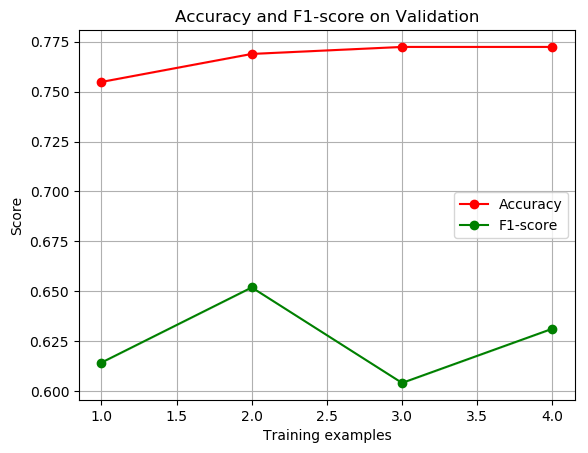 Accuracy and F1-score on Validation
0.775
0.750
0.725
0.700
0.675
0.650
0.625
0.600
Score
Accuracy
F1-score
1.0 1.5 2.0 2.5 3.0 3.5 4.0
Training examples